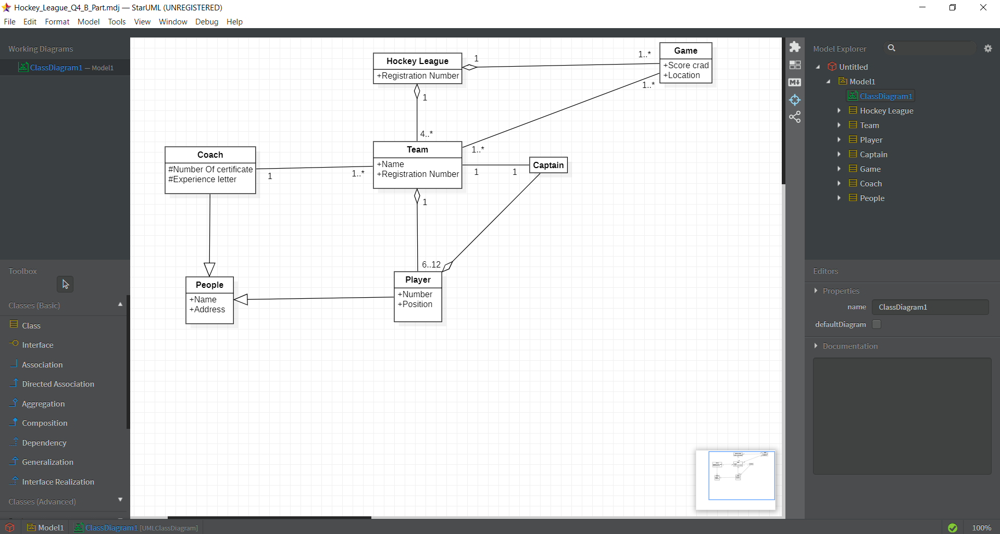 Hockey_League_Q4_B_Part.mdj — StarUML (UNREGISTERED)
File Edit Format Model Tools View Window Debug Help
Working Diagrams
ClassDiagram1 — Model1
Toolbox
Classes (Basic)
Class
Interface
Association
Directed Association
Aggregation
Composition
Dependency
Generalization
Interface Realization
Classes (Advanced)
Hockey League
+Registration Number
1
1..*
Game
+Score crad
+Location
1..*
1
4..*
Team
+Name
+Registration Number
1..*
Coach
#Number Of certificate
#Experience letter
1
1..*
1
1
Captain
1
6..12
People
+Name
+Address
Player
+Number
+Position
Model Explorer
Untitled
Model1
ClassDiagram1
Hockey League
Team
Player
Captain
Game
Coach
People
Editors
Properties
name ClassDiagram1
defaultDiagram
Documentation
Model1 ClassDiagram1 [UMLClassDiagram]
100%